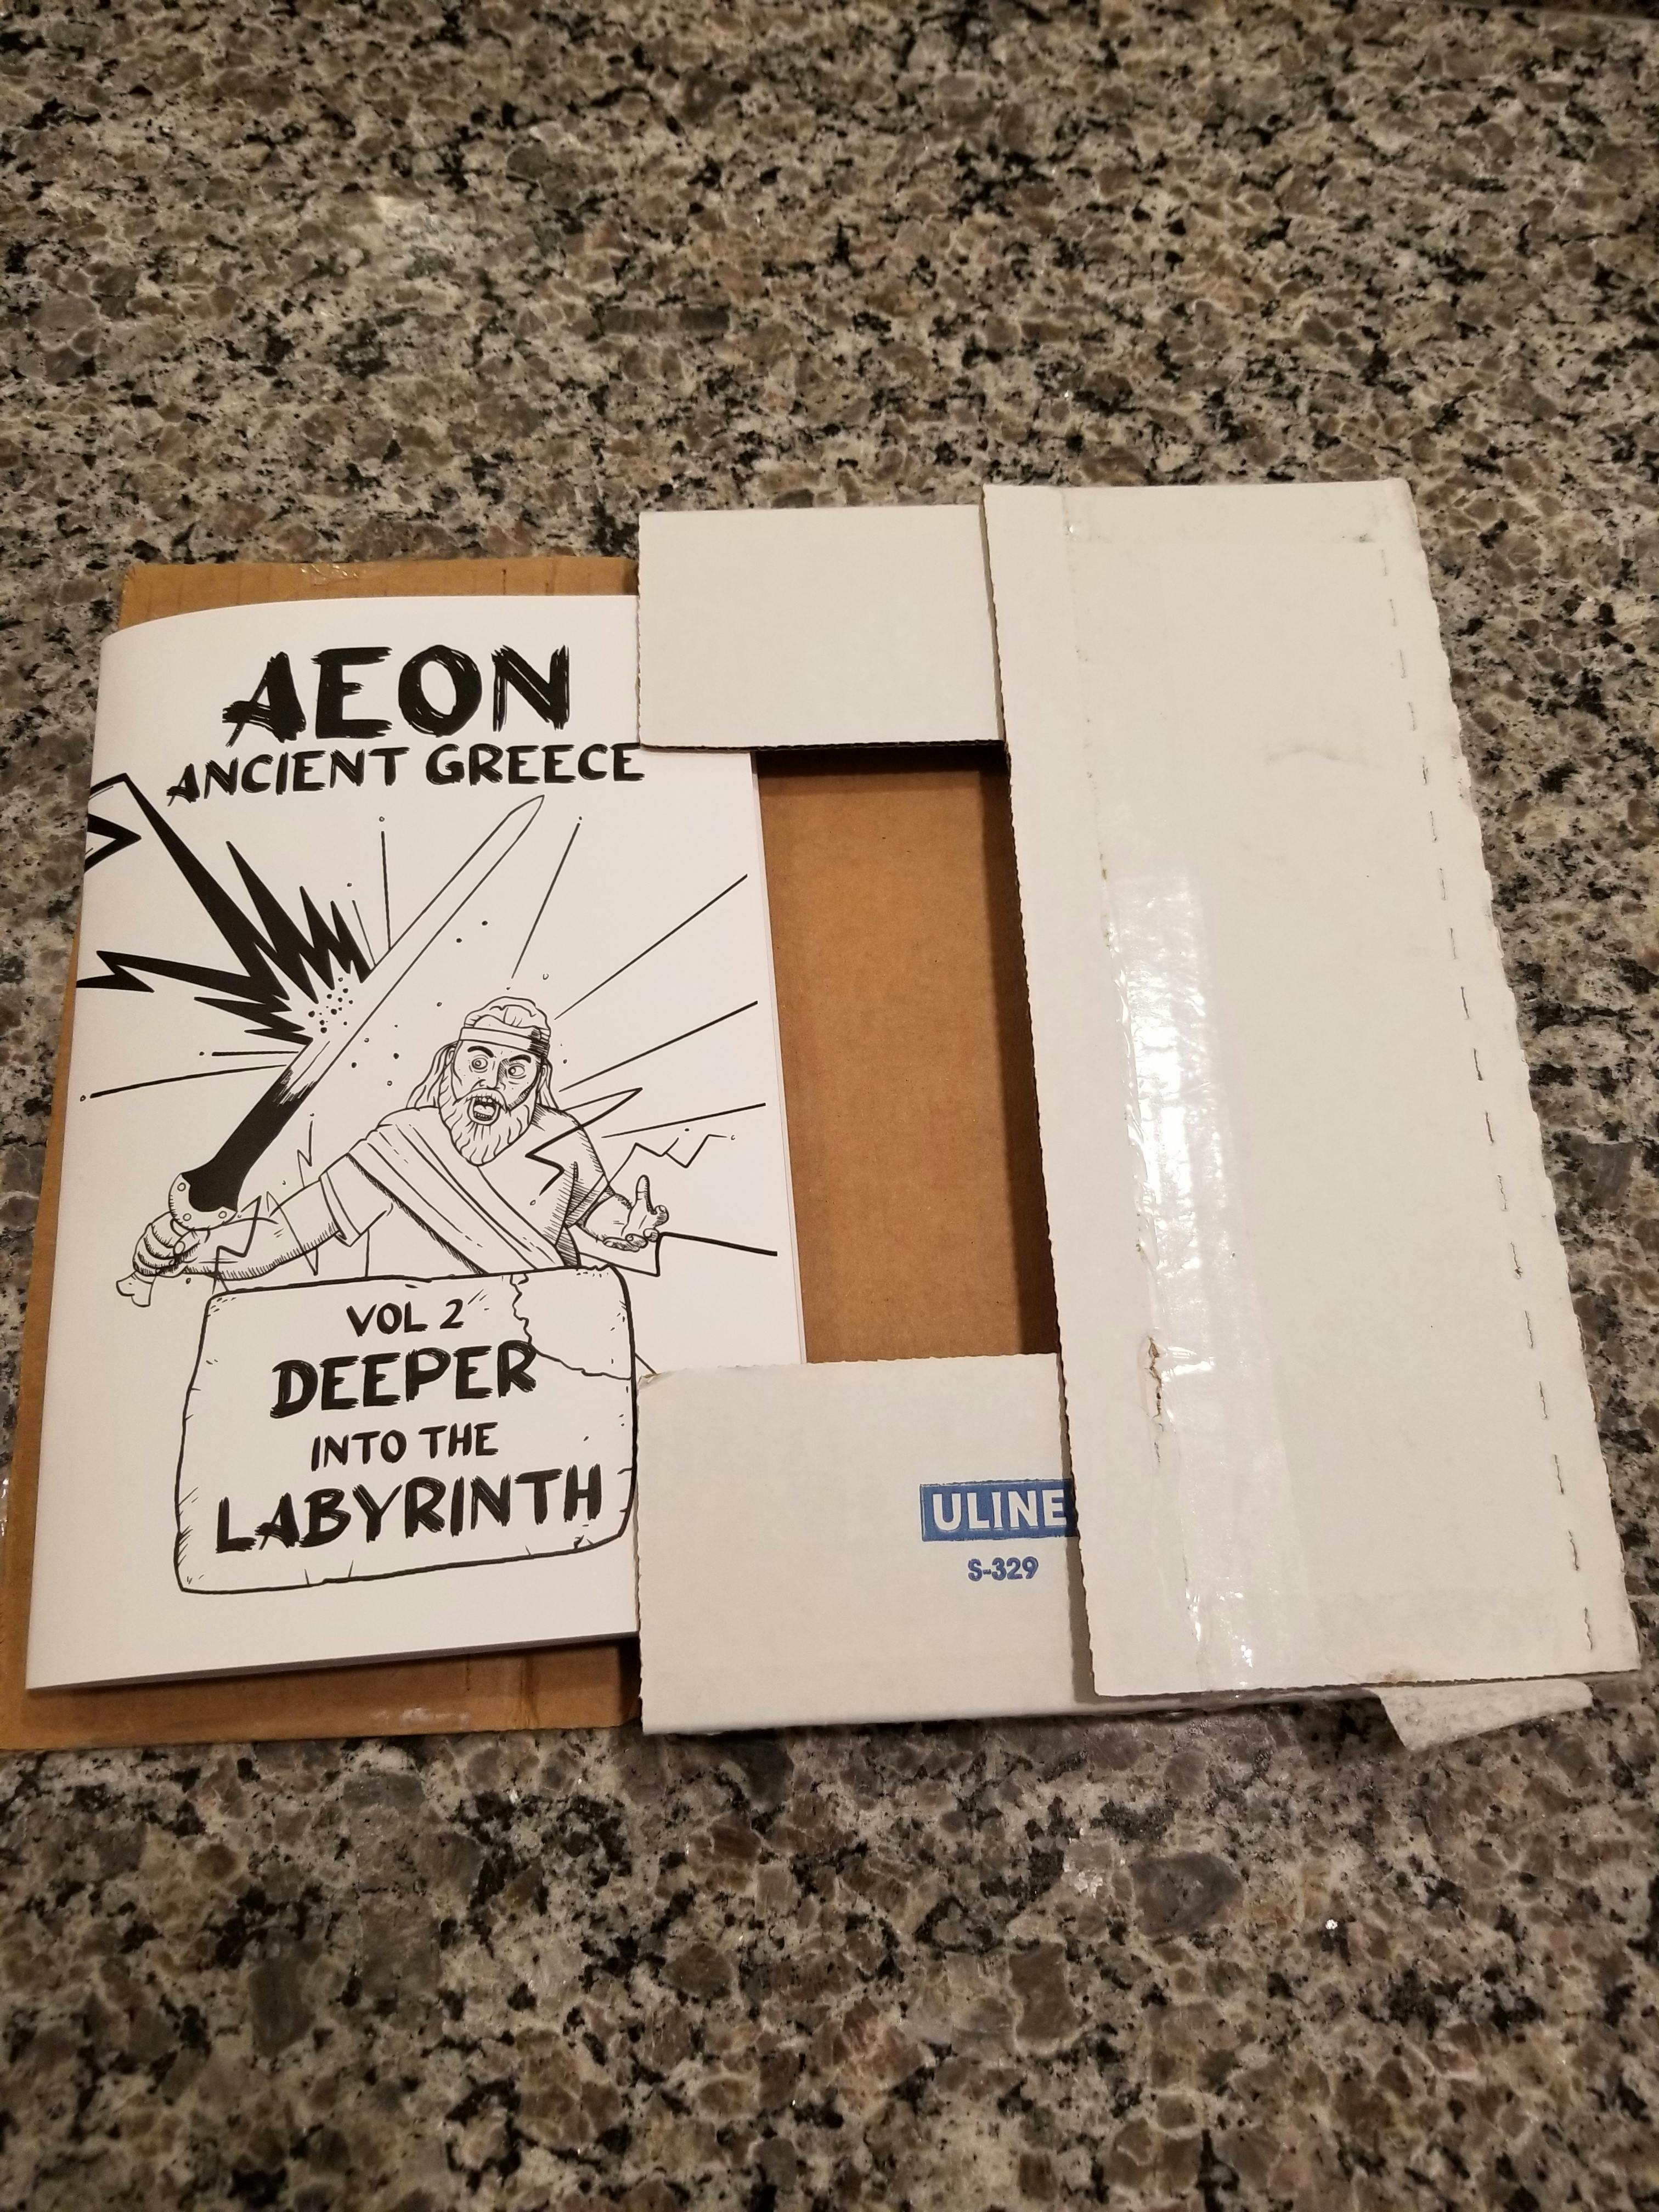 AEON
ANCIENT GREECE
VOL 2
DEEPER
INTO THE
LABYRINTH
ULINE
S-329